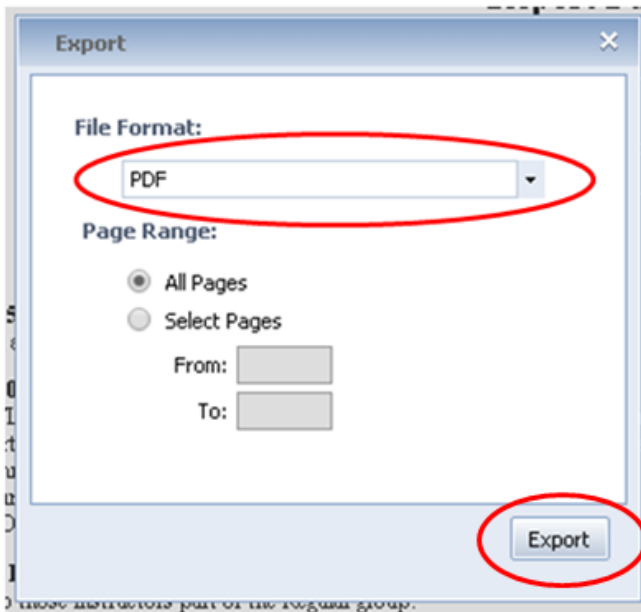 Export
File Format:
PDF
Page Range:
All Pages
Select Pages
From:
To:
Export
those instructors part of the Regular group.